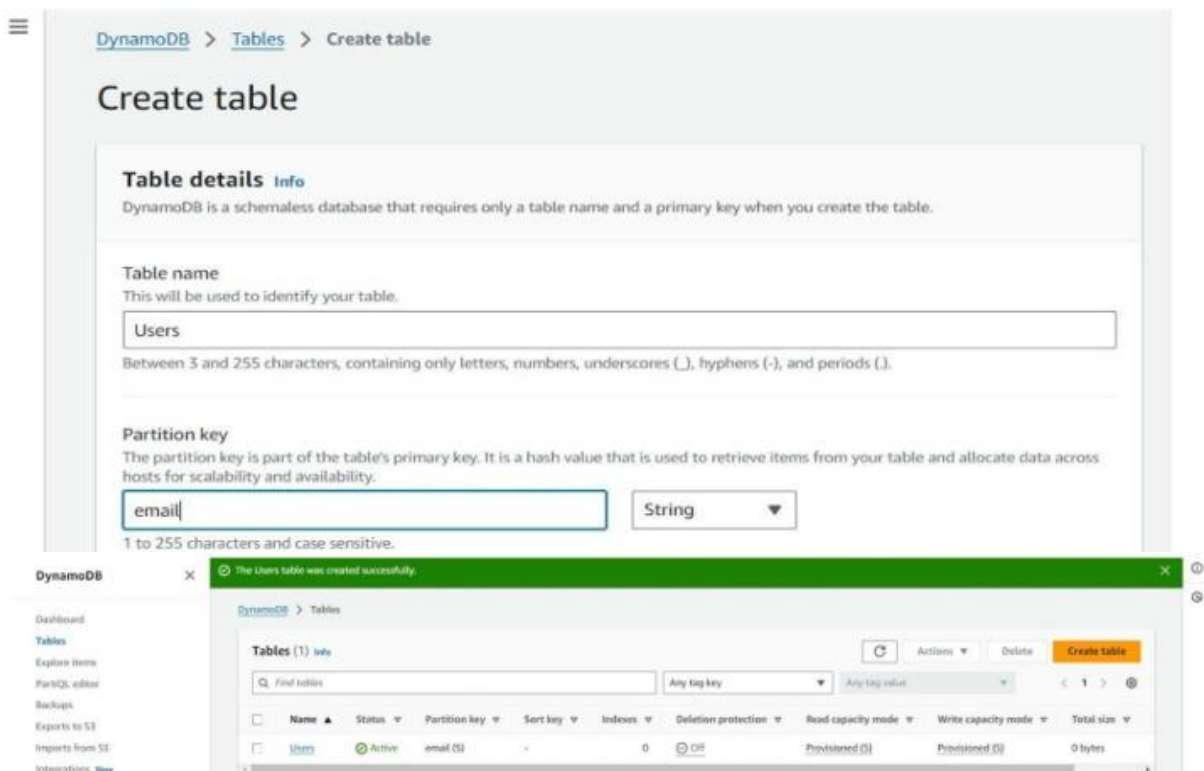 DynamoDB > Tables > Create table
Create table
Table details Info
DynamoDB is a schemaless database that requires only a table name and a primary key when you create the table.
Table name
This will be used to identify your table.
Users
Between 3 and 255 characters, containing only letters, numbers, underscores (_), hyphens (-), and periods (.).
Partition key
The partition key is part of the table's primary key. It is a hash value that is used to retrieve items from your table and allocate data across
hosts for scalability and availability.
email String
1 to 255 characters and case sensitive.
DynamoDB
The Users table was created successfully.
Dashboard
Tables
Explore items
PartiQL editor
Backups
Exports to S3
Imports from S3
Integrations New
DynamoDB > Tables
Tables (1) Info
Actions Delete Create table
Find tables Any tag key Any tag value 1
Name Status Partition key Sort key Indexes Deletion protection Read capacity mode Write capacity mode Total size
Users Active email (S) - 0 Off Provisioned (5) Provisioned (5) 0 bytes